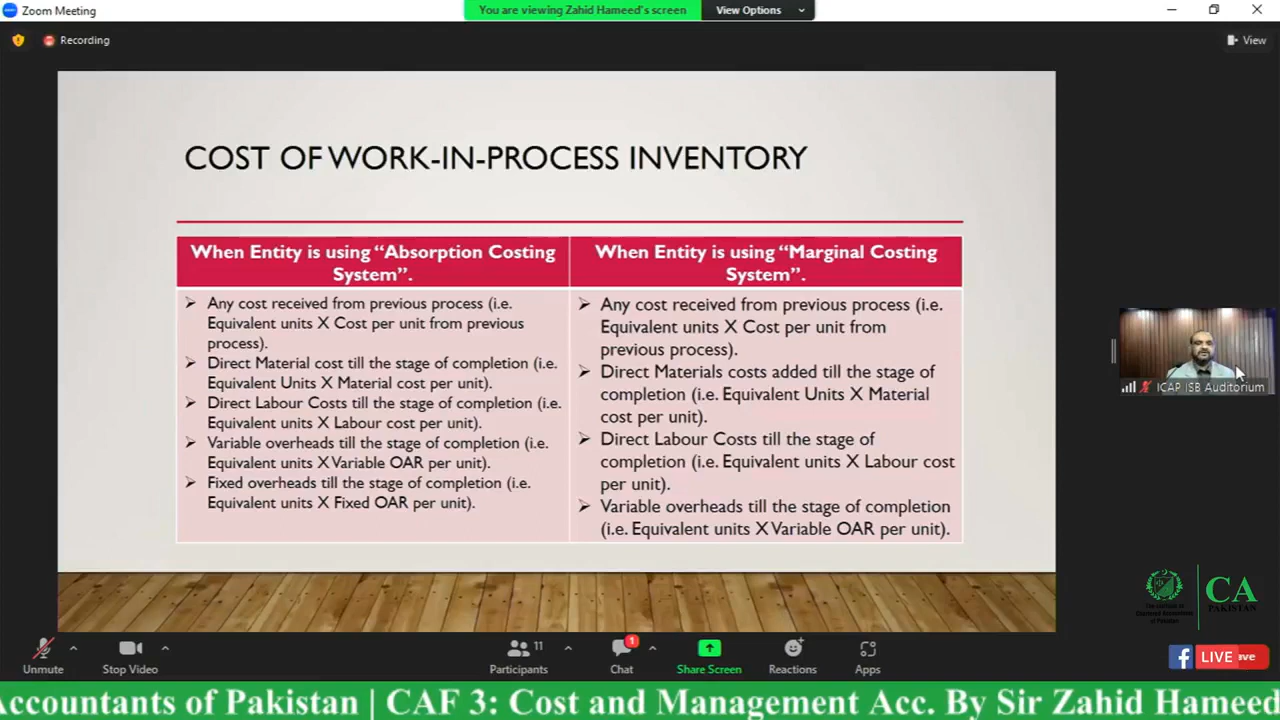 Zoom Meeting
You are viewing Zahid Hameed's screen
View Options
Recording
View
COST OF WORK-IN-PROCESS INVENTORY
When Entity is using “Absorption Costing
System”.
➢ Any cost received from previous process (i.e.
Equivalent units X Cost per unit from previous
process).
➢ Direct Material cost till the stage of completion (i.e.
Equivalent Units X Material cost per unit).
➢ Direct Labour Costs till the stage of completion (i.e.
Equivalent units X Labour cost per unit).
➢ Variable overheads till the stage of completion (i.e.
Equivalent units X Variable OAR per unit).
➢ Fixed overheads till the stage of completion (i.e.
Equivalent units X Fixed OAR per unit).
When Entity is using “Marginal Costing
System”.
➢ Any cost received from previous process (i.e.
Equivalent units X Cost per unit from
previous process).
➢ Direct Materials costs added till the stage of
completion (i.e. Equivalent Units X Material
cost per unit).
➢ Direct Labour Costs till the stage of
completion (i.e. Equivalent units X Labour cost
per unit).
➢ Variable overheads till the stage of completion
(i.e. Equivalent units X Variable OAR per unit).
ICAP ISB Auditorium
The Institute of
Chartered Accountants
of Pakistan
CA
PAKISTAN
Unmute
Stop Video
Participants
11
Chat
1
Share Screen
Reactions
Apps
LIVE
Accountants of Pakistan | CAF 3: Cost and Management Acc. By Sir Zahid Hameed